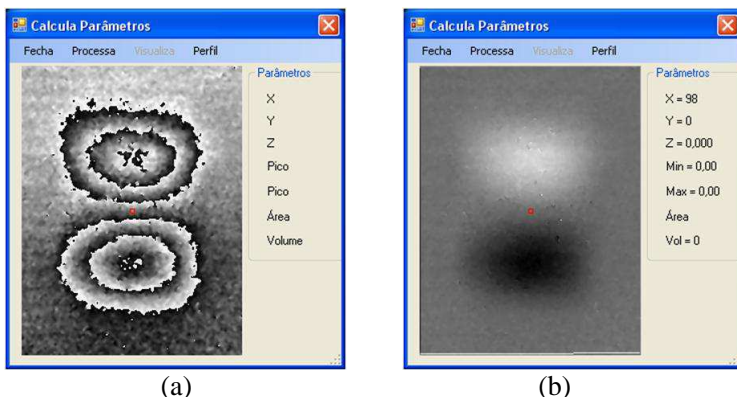 Calcula Parâmetros
Fecha Processa Visualiza Perfil
Parâmetros
X
Y
Z
Pico
Pico
Área
Volume
(a)
Calcula Parâmetros
Fecha Processa Visualiza Perfil
Parâmetros
X = 98
Y = 0
Z = 0,000
Min = 0,00
Max = 0,00
Área
Vol = 0
(b)